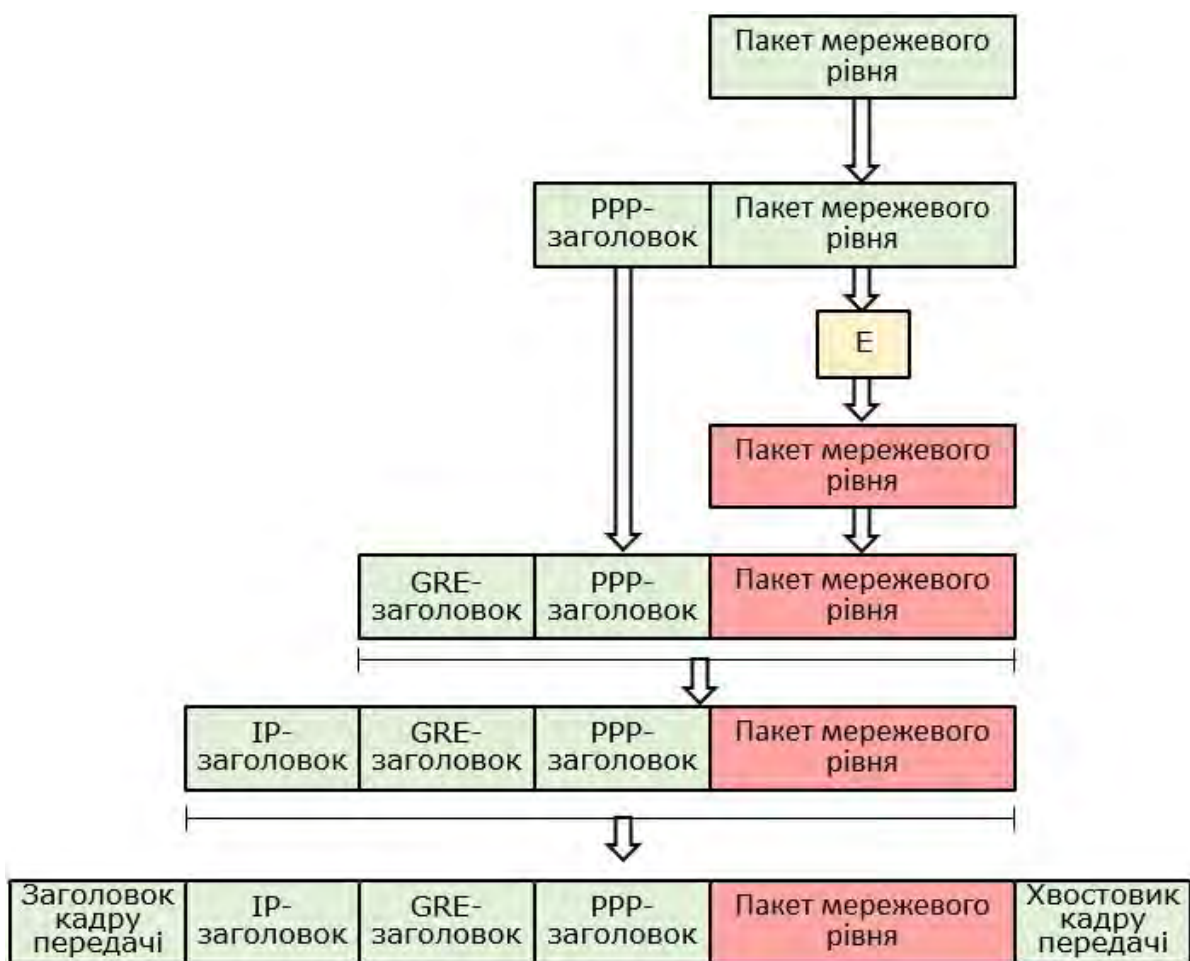 Пакет мережевого
рівня
PPP-
заголовок
Пакет мережевого
рівня
E
Пакет мережевого
рівня
GRE-
заголовок
PPP-
заголовок
Пакет мережевого
рівня
IP-
заголовок
GRE-
заголовок
PPP-
заголовок
Пакет мережевого
рівня
Заголовок
кадру
передачі
IP-
заголовок
GRE-
заголовок
PPP-
заголовок
Пакет мережевого
рівня
Хвостовик
кадру
передачі